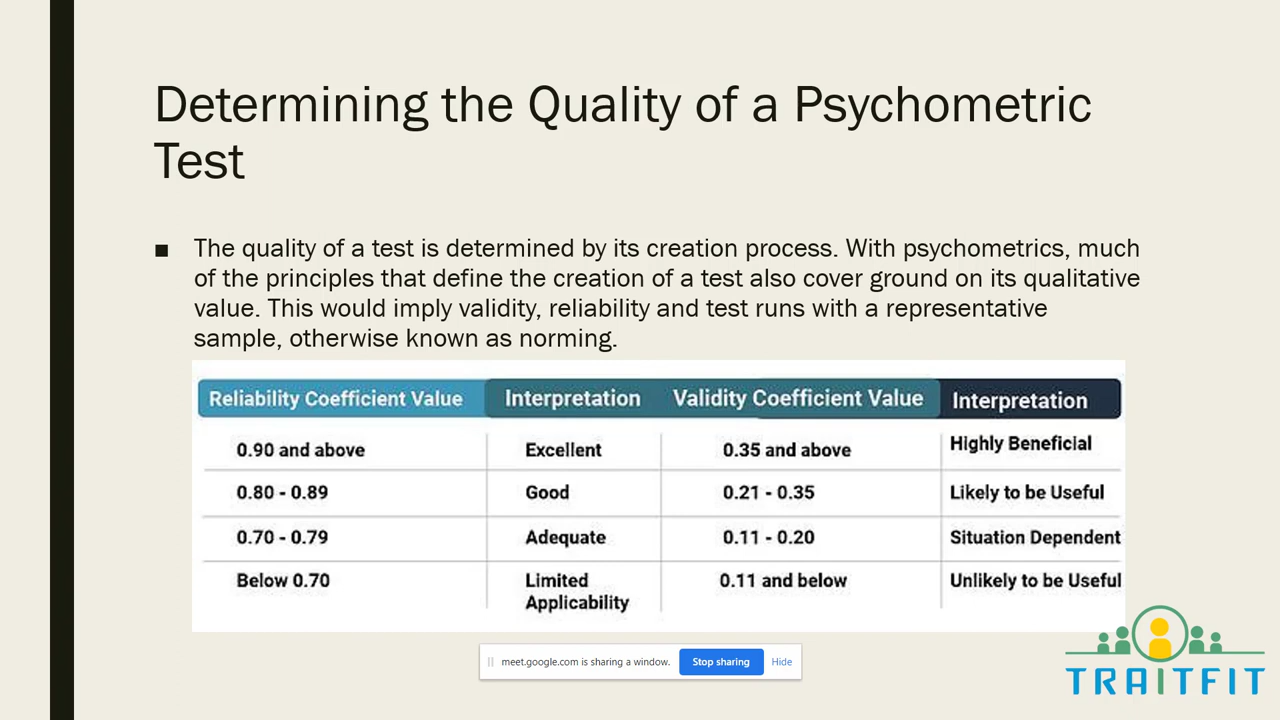 Determining the Quality of a Psychometric
Test
■ The quality of a test is determined by its creation process. With psychometrics, much
of the principles that define the creation of a test also cover ground on its qualitative
value. This would imply validity, reliability and test runs with a representative
sample, otherwise known as norming.
Reliability Coefficient Value Interpretation Validity Coefficient Value Interpretation
0.90 and above Excellent 0.35 and above Highly Beneficial
0.80 - 0.89 Good 0.21 - 0.35 Likely to be Useful
0.70 - 0.79 Adequate 0.11 - 0.20 Situation Dependent
Below 0.70 Limited 0.11 and below Unlikely to be Useful
Applicability
meet.google.com is sharing a window. Stop sharing Hide
TRAITFIT